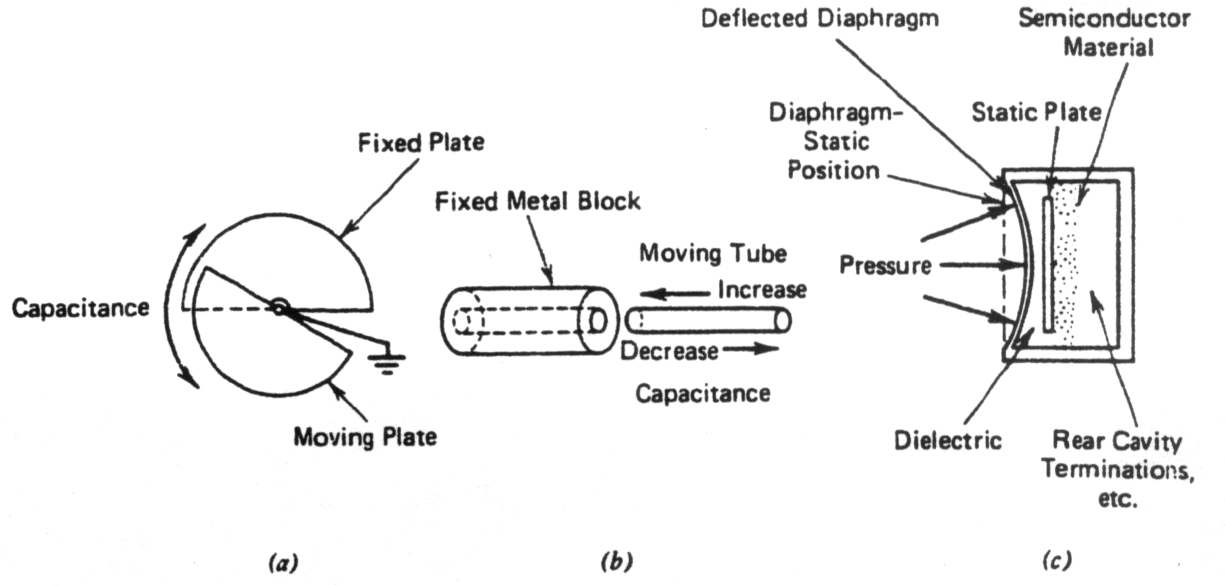 Fixed Plate
Capacitance
Moving Plate
(a)
Fixed Metal Block
Moving Tube
Increase
Decrease
Capacitance
(b)
Deflected Diaphragm
Semiconductor
Material
Diaphragm–
Static
Position
Static Plate
Pressure
Dielectric
Rear Cavity
Terminations,
etc.
(c)